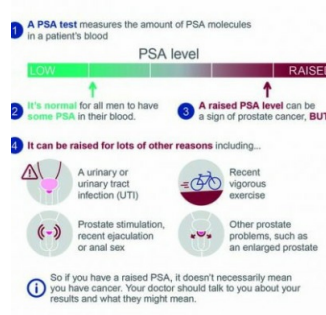 1 A PSA test measures the amount of PSA molecules
in a patient's blood
PSA level
LOW
RAISE
2 It's normal for all men to have
some PSA in their blood.
3 A raised PSA level can be
a sign of prostate cancer, BUT
4 It can be raised for lots of other reasons including...
A urinary or
urinary tract
infection (UTI)
Recent
vigorous
exercise
Prostate stimulation,
recent ejaculation
or anal sex
Other prostate
problems, such as
an enlarged prostate
So if you have a raised PSA, it doesn't necessarily mean
you have cancer. Your doctor should talk to you about your
results and what they might mean.